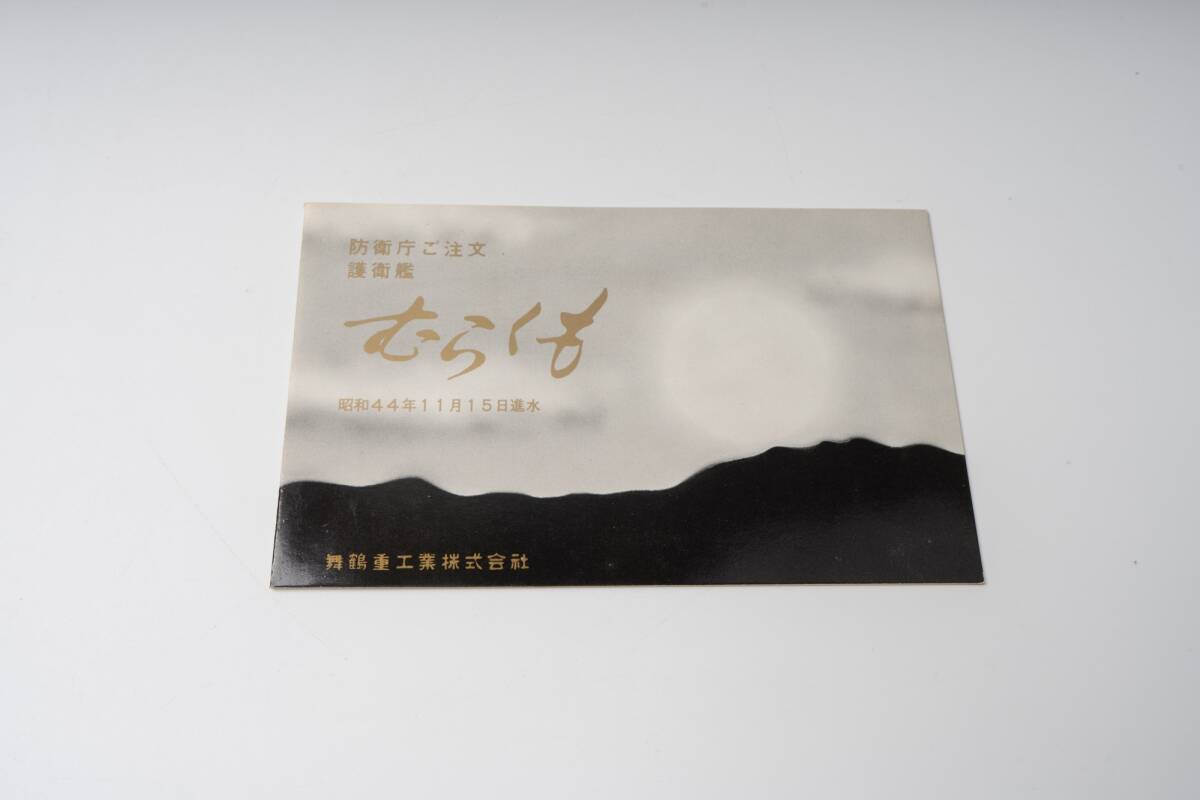 防衛庁ご注文
護衛艦
むらくも
昭和44年11月15日進水
舞鶴重工業株式会社